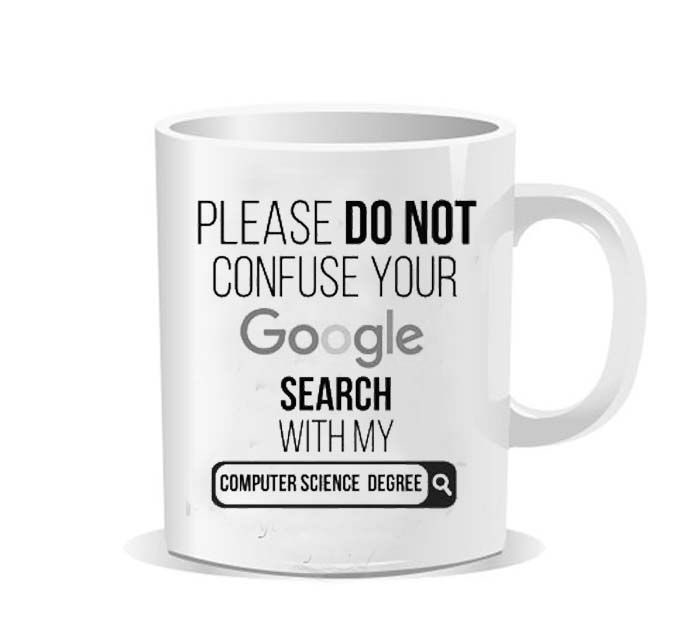 PLEASE DO NOT
CONFUSE YOUR
Google
SEARCH
WITH MY
COMPUTER SCIENCE DEGREE